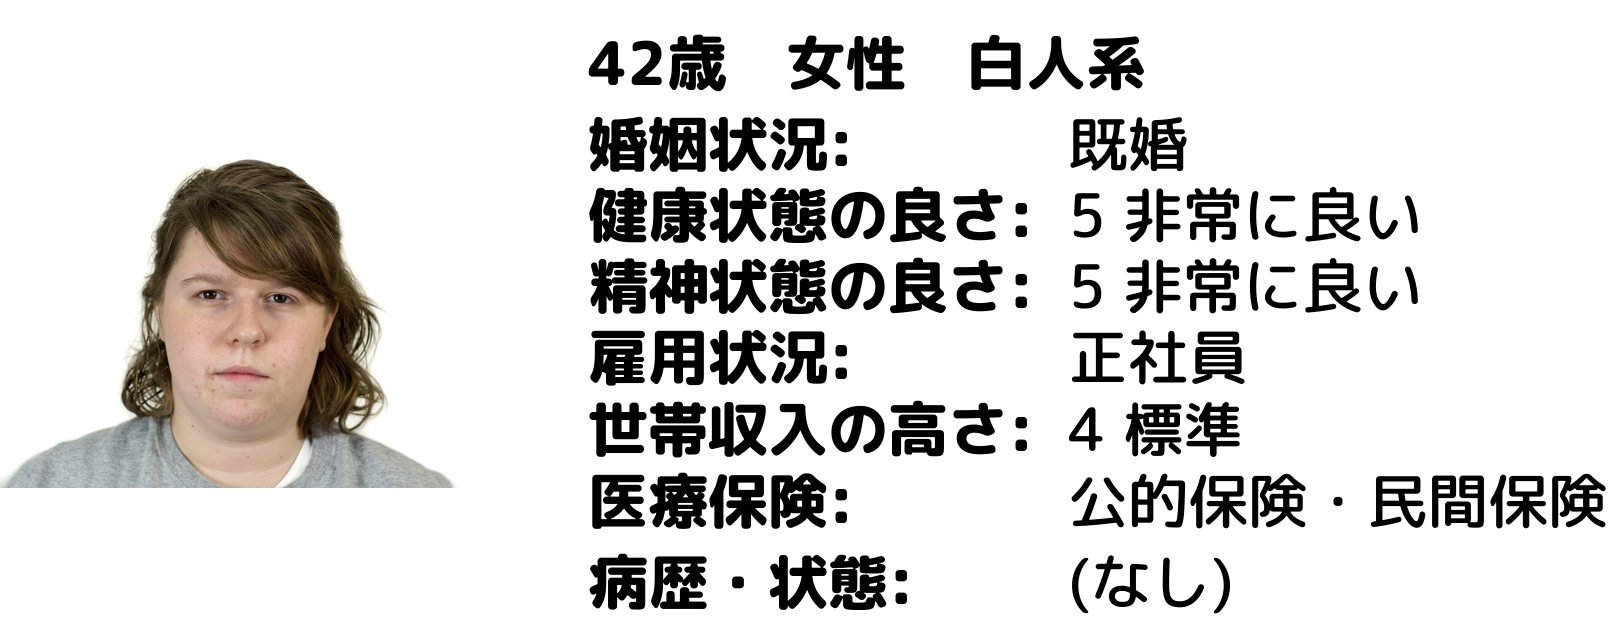 42歳　女性　白人系
婚姻状況: 既婚
健康状態の良さ: 5 非常に良い
精神状態の良さ: 5 非常に良い
雇用状況: 正社員
世帯収入の高さ: 4 標準
医療保険: 公的保険・民間保険
病歴・状態: (なし)